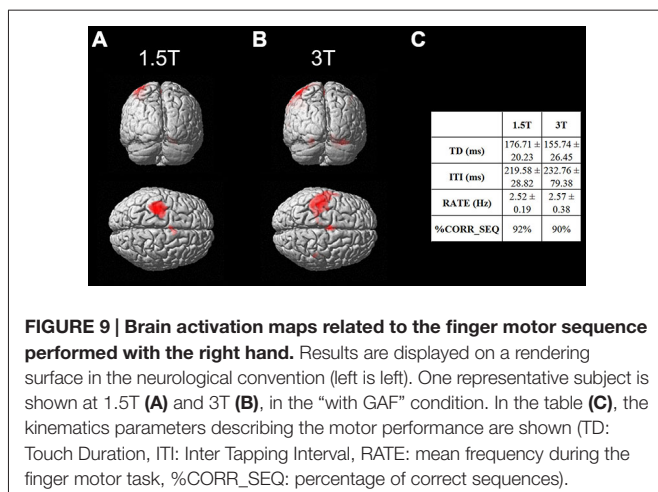 A
B
C
1.5T
3T
1.5T 3T
TD (ms) 176.71 ± 20.23 155.74 ± 26.45
ITI (ms) 219.58 ± 28.82 232.76 ± 79.38
RATE (Hz) 2.52 ± 0.19 2.57 ± 0.38
%CORR_SEQ 92% 90%
FIGURE 9 | Brain activation maps related to the finger motor sequence
performed with the right hand. Results are displayed on a rendering
surface in the neurological convention (left is left). One representative subject is
shown at 1.5T (A) and 3T (B), in the “with GAF” condition. In the table (C), the
kinematics parameters describing the motor performance are shown (TD:
Touch Duration, ITI: Inter Tapping Interval, RATE: mean frequency during the
finger motor task, %CORR_SEQ: percentage of correct sequences).